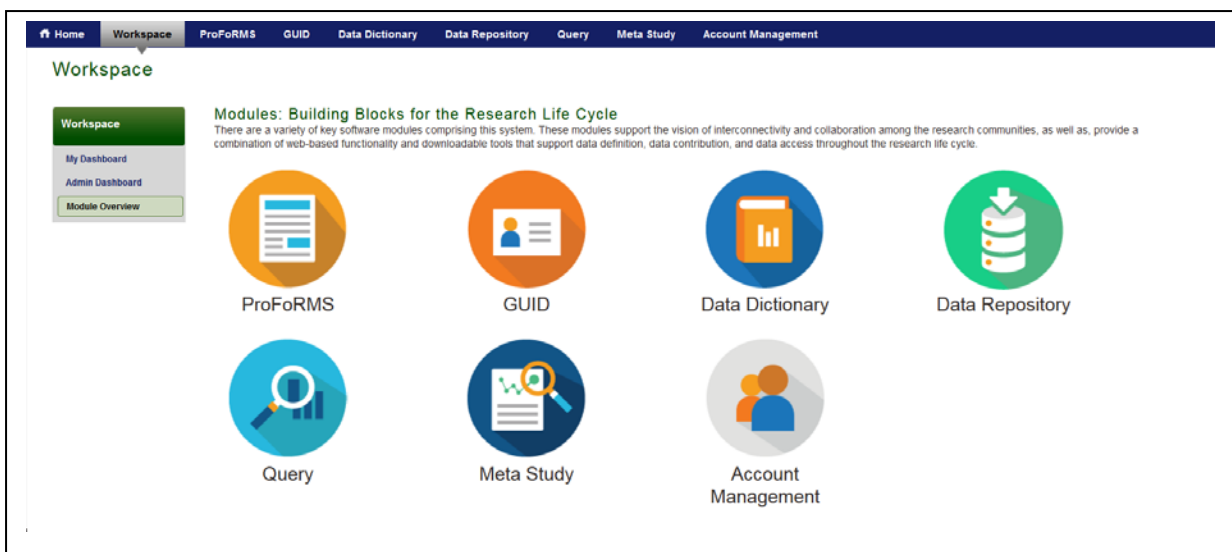 Home Workspace ProFoRMS GUID Data Dictionary Data Repository Query Meta Study Account Management
Workspace
Workspace
My Dashboard
Admin Dashboard
Module Overview
Modules: Building Blocks for the Research Life Cycle
There are a variety of key software modules comprising this system. These modules support the vision of interconnectivity and collaboration among the research communities, as well as, provide a
combination of web-based functionality and downloadable tools that support data definition, data contribution, and data access throughout the research life cycle.
ProFoRMS
GUID
Data Dictionary
Data Repository
Query
Meta Study
Account
Management